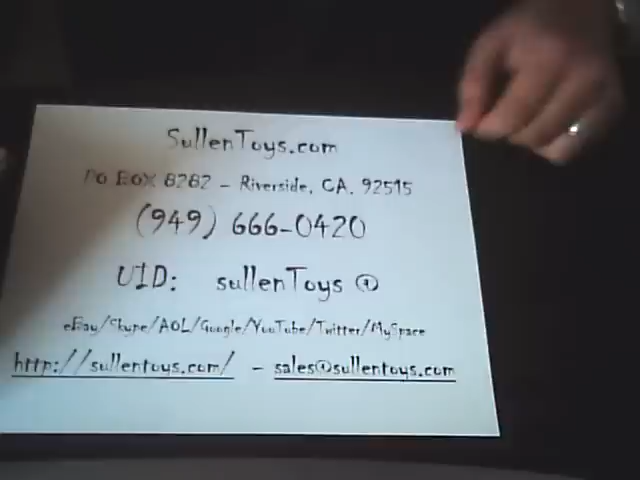 SullenToys.com
PO BOX 8282 - Riverside, CA. 92515
(949) 666-0420
UID: sullenToys @
eBay/Skype/AOL/Google/YouTube/Twitter/MySpace
http://sullentoys.com/ - sales@sullentoys.com